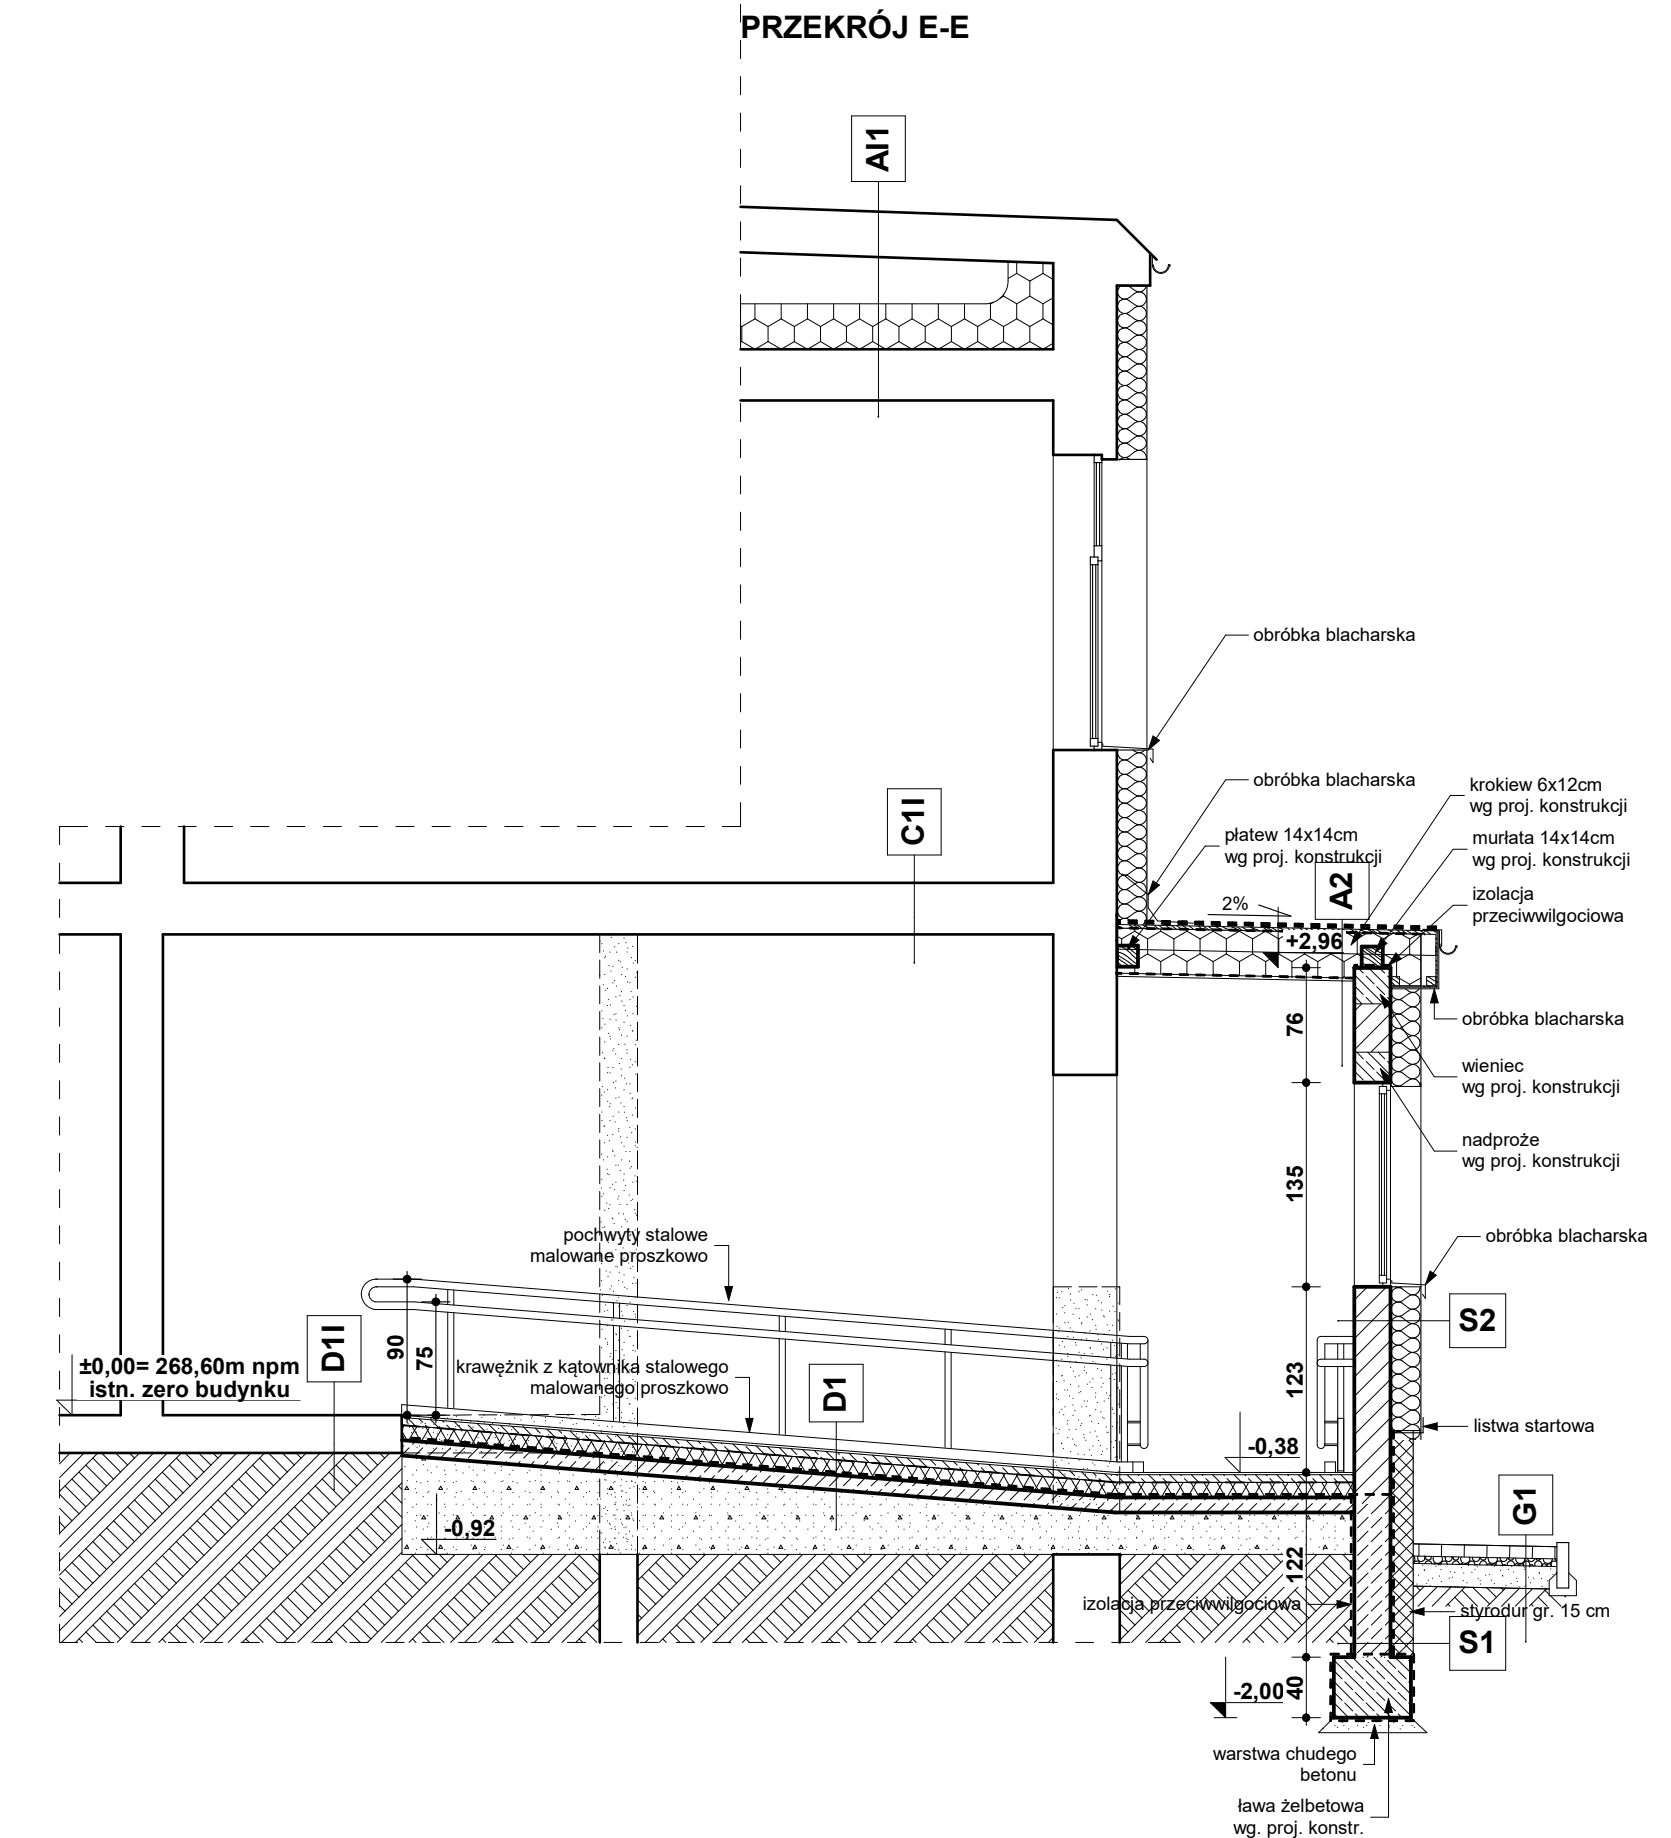 PRZEKRÓJ E-E
AI1
obróbka blacharska
obróbka blacharska
krokiew 6x12cm
wg proj. konstrukcji
C1I
płatew 14x14cm
wg proj. konstrukcji
murłata 14x14cm
wg proj. konstrukcji
A2
izolacja
przeciwwilgociowa
2%
+2,96
76
obróbka blacharska
wieniec
wg proj. konstrukcji
nadproże
wg proj. konstrukcji
135
pochwyty stalowe
malowane proszkowo
obróbka blacharska
D1I
90
75
S2
±0,00= 268,60m npm
istn. zero budynku
krawężnik z kątownika stalowego
malowanego proszkowo
D1
123
listwa startowa
-0,38
G1
-0,92
122
izolacja przeciwwilgociowa
styrodur gr. 15 cm
S1
-2,00
40
warstwa chudego
betonu
ława żelbetowa
wg. proj. konstr.